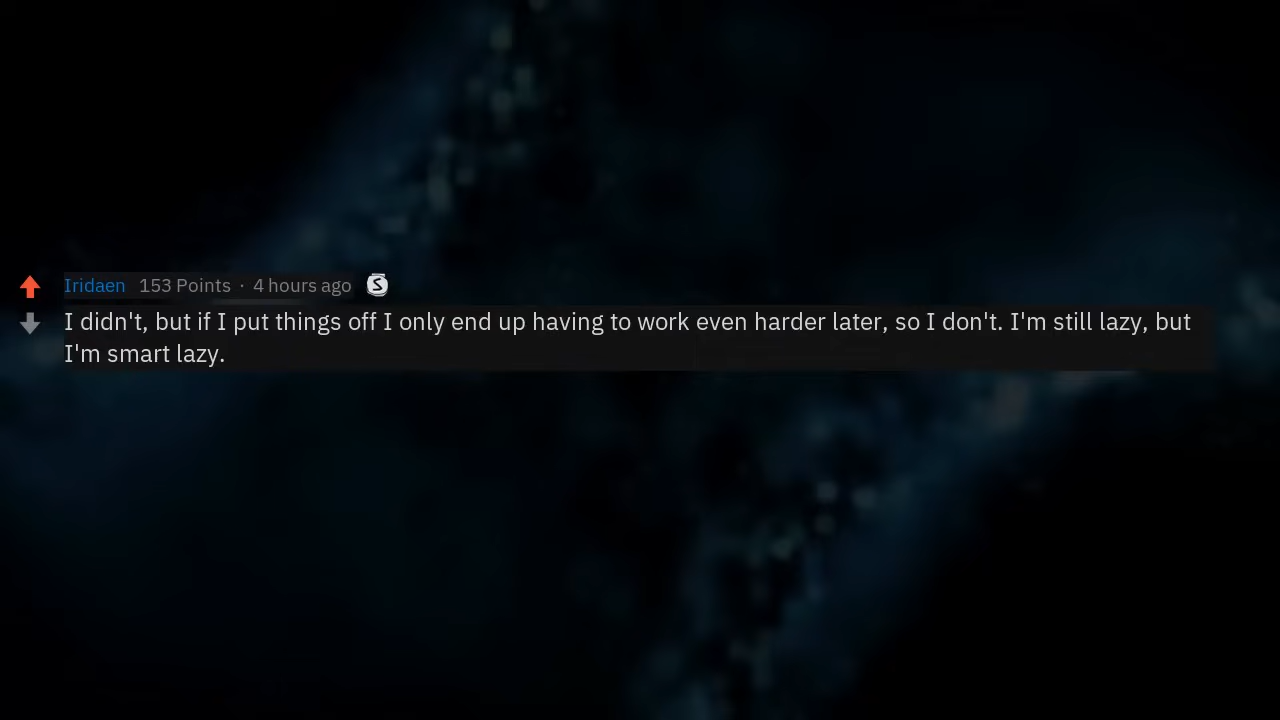 Iridaen 153 Points · 4 hours ago S
I didn't, but if I put things off I only end up having to work even harder later, so I don't. I'm still lazy, but
I'm smart lazy.